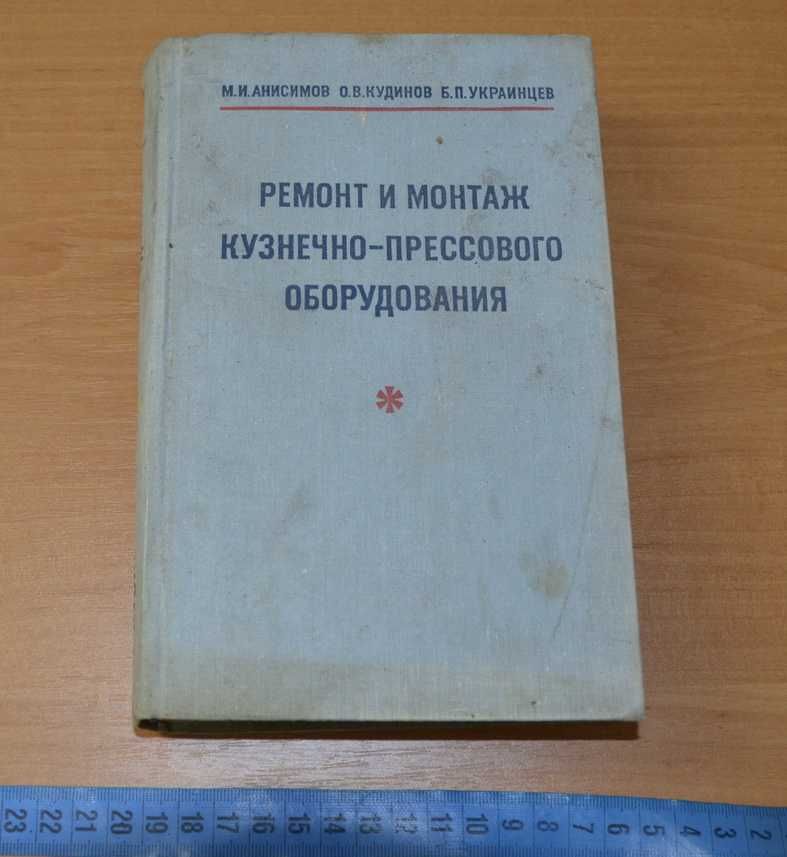 М.И.АНИСИМОВ О.В.КУДИНОВ Б.П.УКРАИНЦЕВ
РЕМОНТ И МОНТАЖ
КУЗНЕЧНО-ПРЕССОВОГО
ОБОРУДОВАНИЯ
23 22 21 20 19 18 17 16 15 14 13 12 11 10 9 8 7 6 5 4 3 2